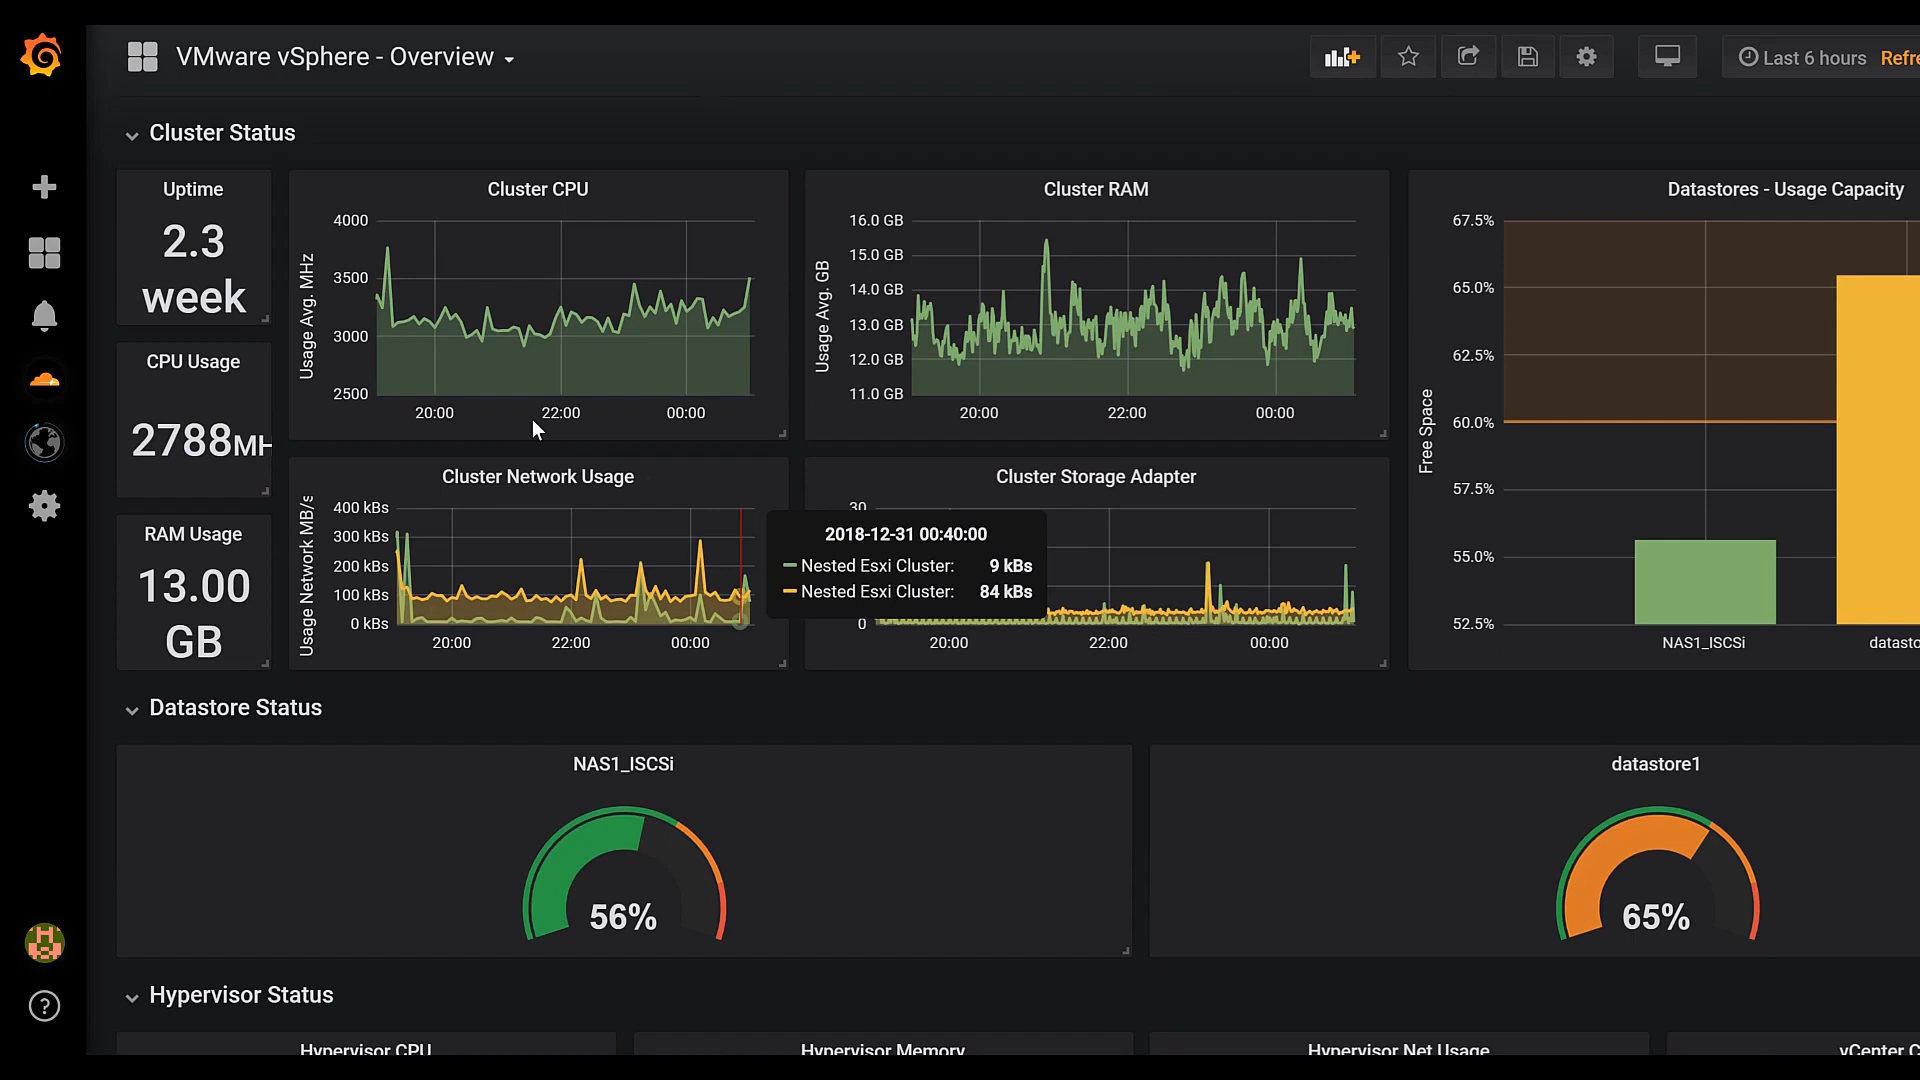 VMware vSphere - Overview
Last 6 hours Refre
Cluster Status
Uptime
2.3
week
CPU Usage
2788MH
RAM Usage
13.00
GB
Cluster CPU
Usage Avg. MHz
4000
3500
3000
2500
20:00 22:00 00:00
Cluster RAM
Usage Avg. GB
16.0 GB
15.0 GB
14.0 GB
13.0 GB
12.0 GB
11.0 GB
20:00 22:00 00:00
Cluster Network Usage
Usage Network MB/s
400 kBs
300 kBs
200 kBs
100 kBs
0 kBs
20:00 22:00 00:00
Cluster Storage Adapter
30
0
20:00 22:00 00:00
2018-12-31 00:40:00
Nested Esxi Cluster: 9 kBs
Nested Esxi Cluster: 84 kBs
Datastores - Usage Capacity
Free Space
67.5%
65.0%
62.5%
60.0%
57.5%
55.0%
52.5%
NAS1_ISCSi datasto
Datastore Status
NAS1_ISCSi
56%
datastore1
65%
Hypervisor Status
Hypervisor CPU
Hypervisor Memory
Hypervisor Net Usage
vCenter C